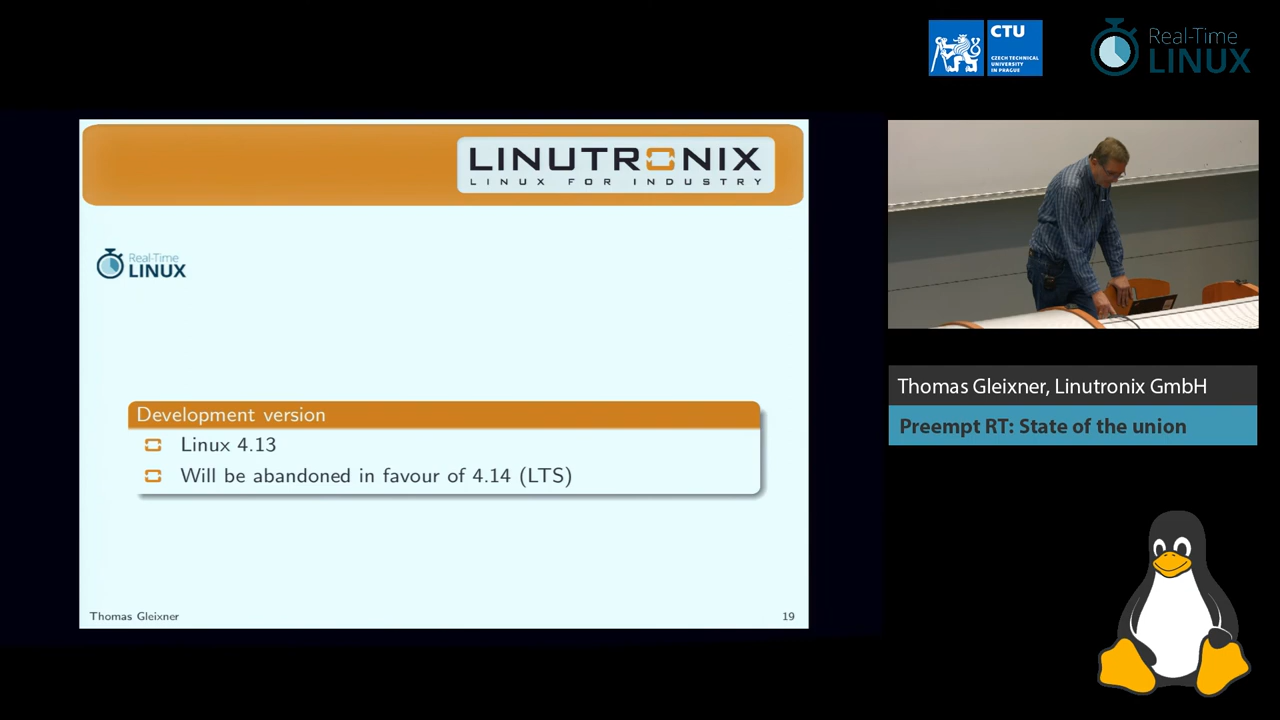 CTU
CZECH TECHNICAL
UNIVERSITY
IN PRAGUE
Real-Time
LINUX
LINUTRONIX
LINUX FOR INDUSTRY
Real-Time
LINUX
Development version
Linux 4.13
Will be abandoned in favour of 4.14 (LTS)
Thomas Gleixner
19
Thomas Gleixner, Linutronix GmbH
Preempt RT: State of the union